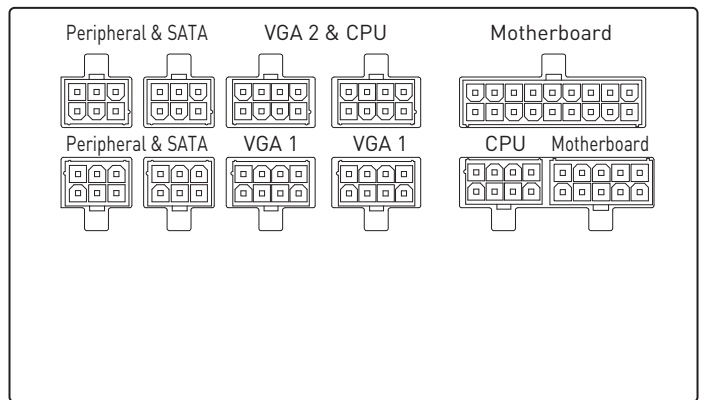 Peripheral & SATA VGA 2 & CPU Motherboard
Peripheral & SATA VGA 1 VGA 1 CPU Motherboard